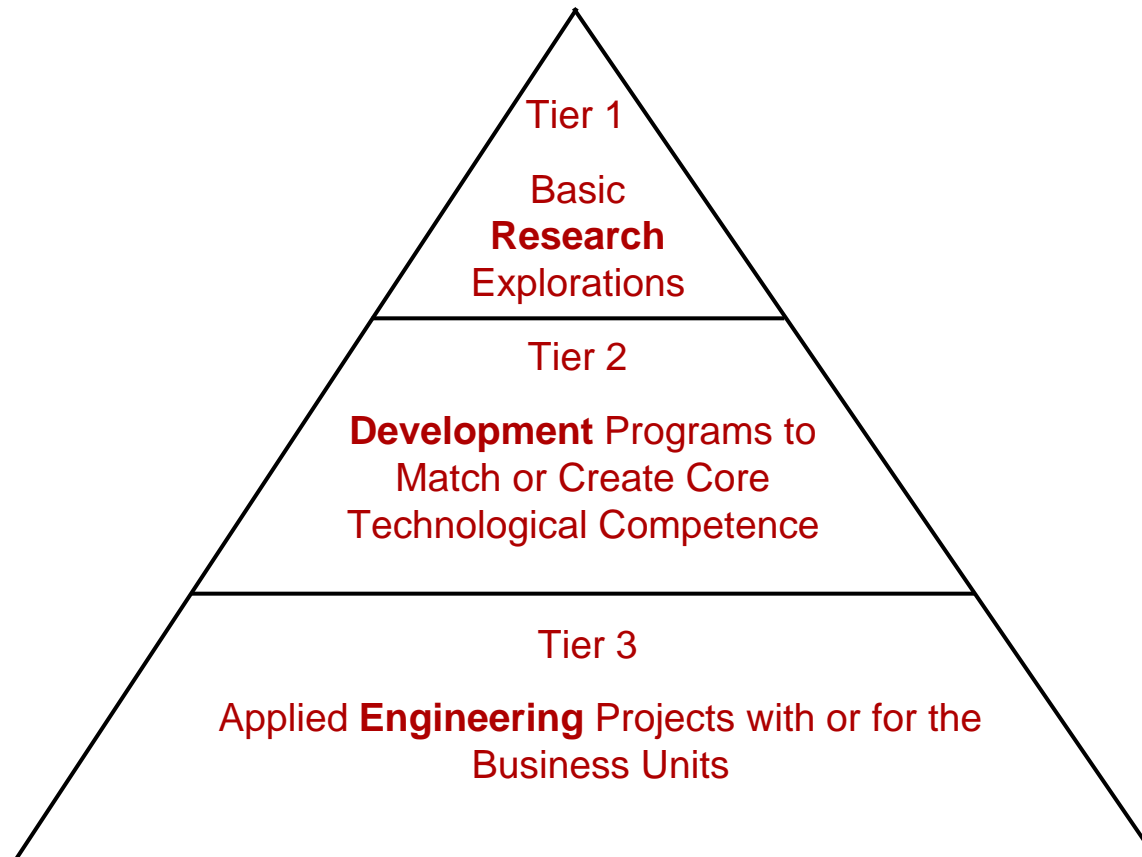 Tier 1
Basic
Research
Explorations
Tier 2
Development Programs to
Match or Create Core
Technological Competence
Tier 3
Applied Engineering Projects with or for the
Business Units